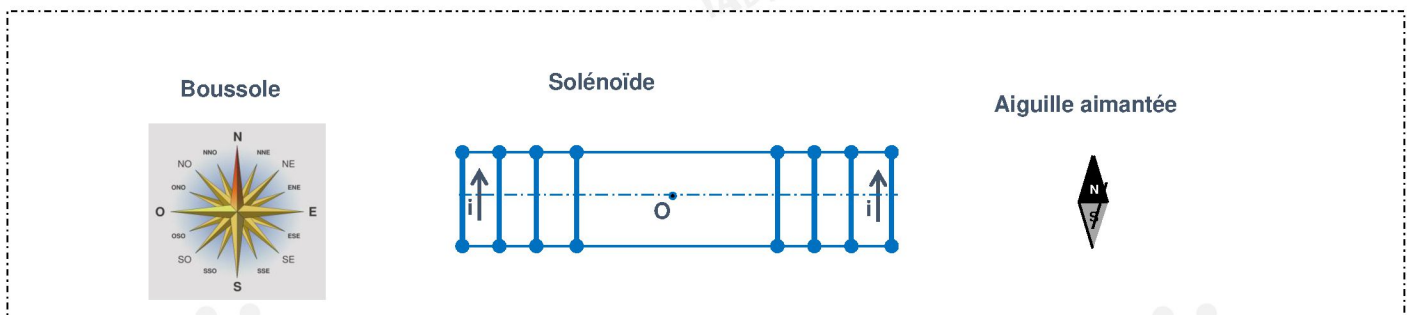 Solénoïde
Boussole
Aiguille aimantée
N
NNO NNE
NO NE
ONO ENE
O E
OSO ESE
SO SE
SSO SSE
S
i
O
i
N
S